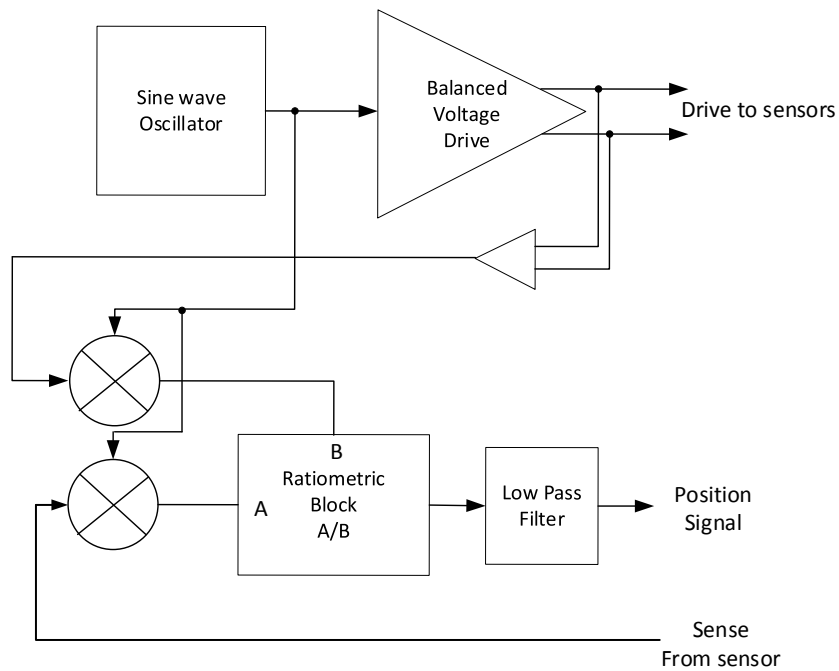 Sine wave
Oscillator
Balanced
Voltage
Drive
Drive to sensors
B
Ratiometric
Block
A/B
A
Low Pass
Filter
Position
Signal
Sense
From sensor